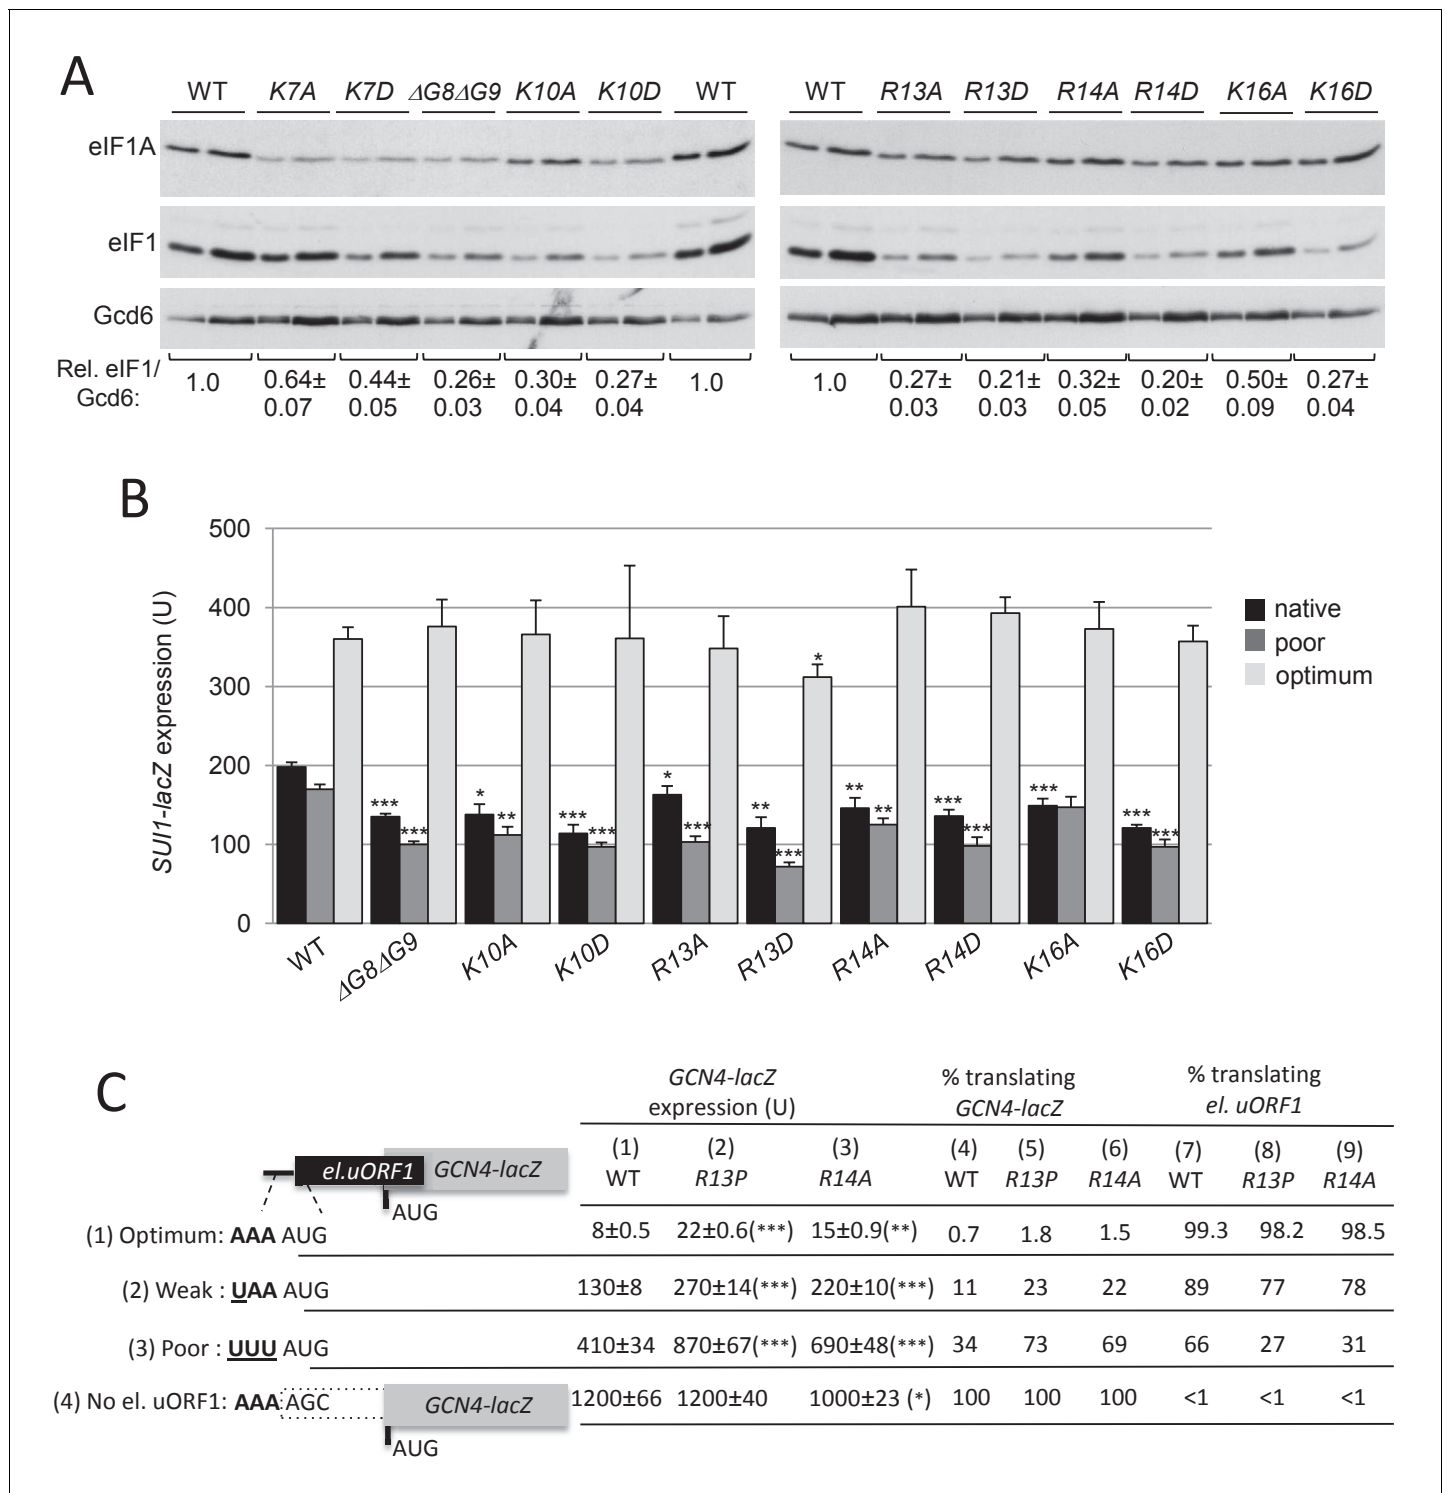 A
WT K7A K7D ΔG8ΔG9 K10A K10D WT WT R13A R13D R14A R14D K16A K16D
eIF1A
eIF1
Gcd6
Rel. eIF1/
Gcd6:
1.0 0.64± 0.44± 0.26± 0.30± 0.27± 1.0 1.0 0.27± 0.21± 0.32± 0.20± 0.50± 0.27±
0.07 0.05 0.03 0.04 0.04 0.03 0.03 0.05 0.02 0.09 0.04
B
SUI1-lacZ expression (U)
500
400
300
200
100
0
native
poor
optimum
*** *** * ** *** *** * *** ** *** * ** ** *** *** *** *** ***
WT ΔG8ΔG9 K10A K10D R13A R13D R14A R14D K16A K16D
C
GCN4-lacZ % translating % translating
expression (U) GCN4-lacZ el. uORF1
(1) (2) (3) (4) (5) (6) (7) (8) (9)
WT R13P R14A WT R13P R14A WT R13P R14A
el.uORF1 GCN4-lacZ
AUG
(1) Optimum: AAA AUG 8±0.5 22±0.6(***) 15±0.9(**) 0.7 1.8 1.5 99.3 98.2 98.5
(2) Weak : UAA AUG 130±8 270±14(***) 220±10(***) 11 23 22 89 77 78
(3) Poor : UUU AUG 410±34 870±67(***) 690±48(***) 34 73 69 66 27 31
(4) No el. uORF1: AAA AGC GCN4-lacZ 1200±66 1200±40 1000±23 (*) 100 100 100 <1 <1 <1
AUG